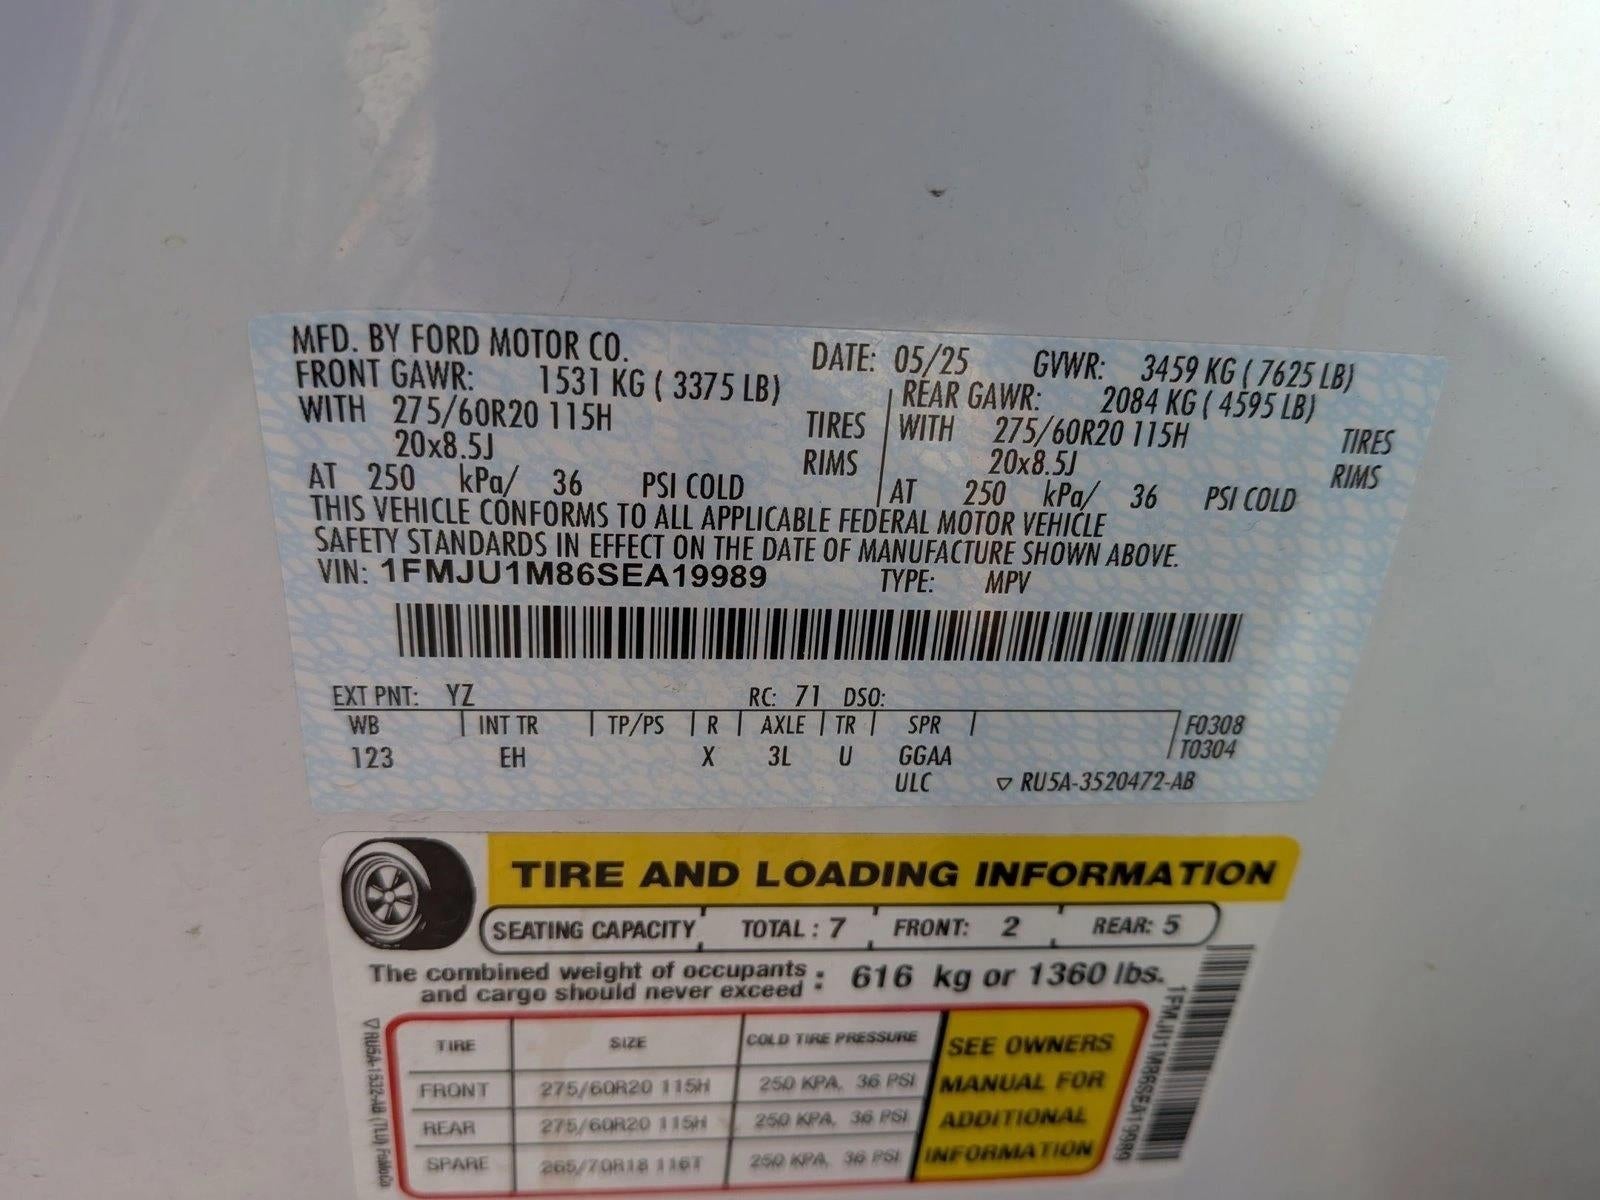 MFD. BY FORD MOTOR CO.
DATE: 05/25 GVWR: 3459 KG ( 7625 LB)
FRONT GAWR: 1531 KG ( 3375 LB)
REAR GAWR: 2084 KG ( 4595 LB)
WITH 275/60R20 115H TIRES
WITH 275/60R20 115H TIRES
20x8.5J RIMS
20x8.5J RIMS
AT 250 kPa/ 36 PSI COLD
AT 250 kPa/ 36 PSI COLD
THIS VEHICLE CONFORMS TO ALL APPLICABLE FEDERAL MOTOR VEHICLE
SAFETY STANDARDS IN EFFECT ON THE DATE OF MANUFACTURE SHOWN ABOVE.
VIN: 1FMJU1M86SEA19989 TYPE: MPV
EXT PNT: YZ RC: 71 DSO:
WB INT TR TP/PS R AXLE TR SPR F0308
123 EH X 3L U GGAA T0304
ULC ▽ RU5A-3520472-AB
TIRE AND LOADING INFORMATION
SEATING CAPACITY TOTAL : 7 FRONT: 2 REAR: 5
The combined weight of occupants
and cargo should never exceed : 616 kg or 1360 lbs.
TIRE SIZE COLD TIRE PRESSURE
FRONT 275/60R20 115H 250 KPA, 36 PSI
REAR 275/60R20 115H 250 KPA, 36 PSI
SPARE 265/70R18 116T 250 KPA, 36 PSI
SEE OWNERS
MANUAL FOR
ADDITIONAL
INFORMATION
1FMJU1M86SEA19989
▽ RU5A-1532-AB (TLU)